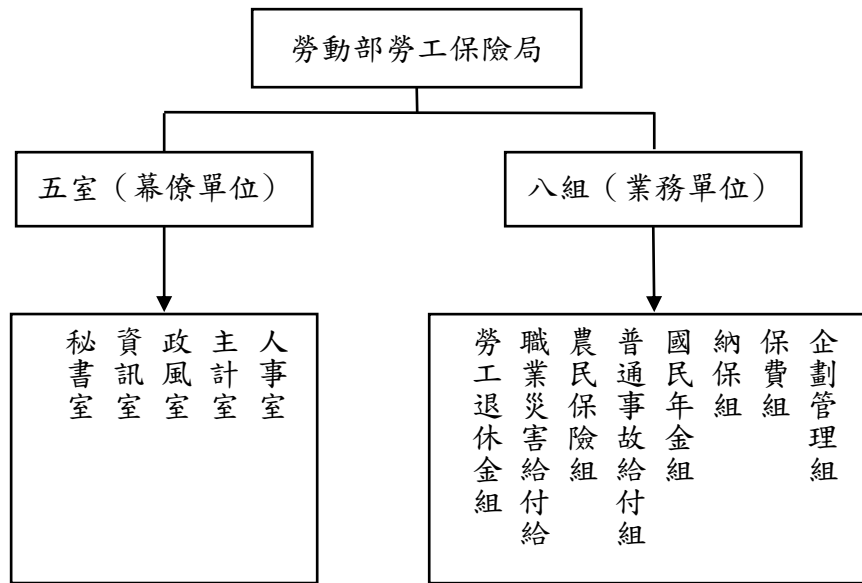 勞動部勞工保險局
五室（幕僚單位）
八組（業務單位）
人事室
主計室
政風室
資訊室
秘書室
企劃管理組
保費組
納保組
國民年金組
普通事故給付組
農民保險組
職業災害給付給
勞工退休金組